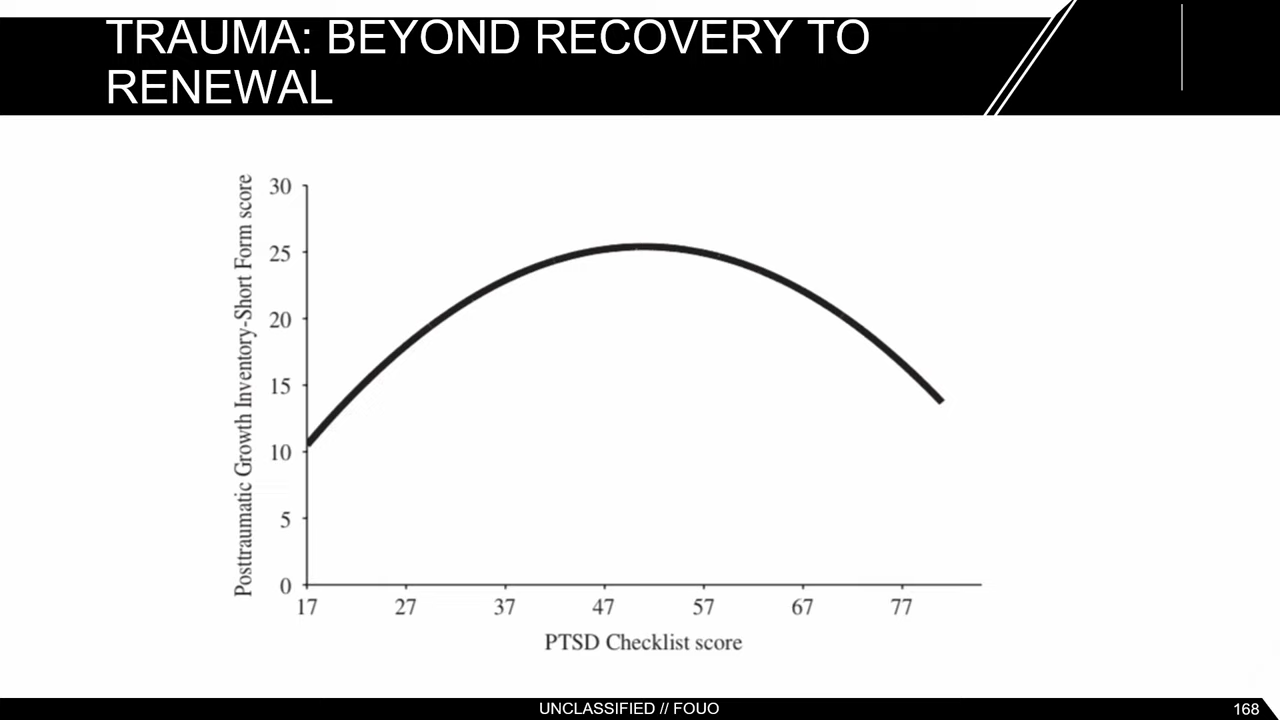 TRAUMA: BEYOND RECOVERY TO
RENEWAL
Posttraumatic Growth Inventory-Short Form score
30
25
20
15
10
5
0
17 27 37 47 57 67 77
PTSD Checklist score
UNCLASSIFIED // FOUO
168